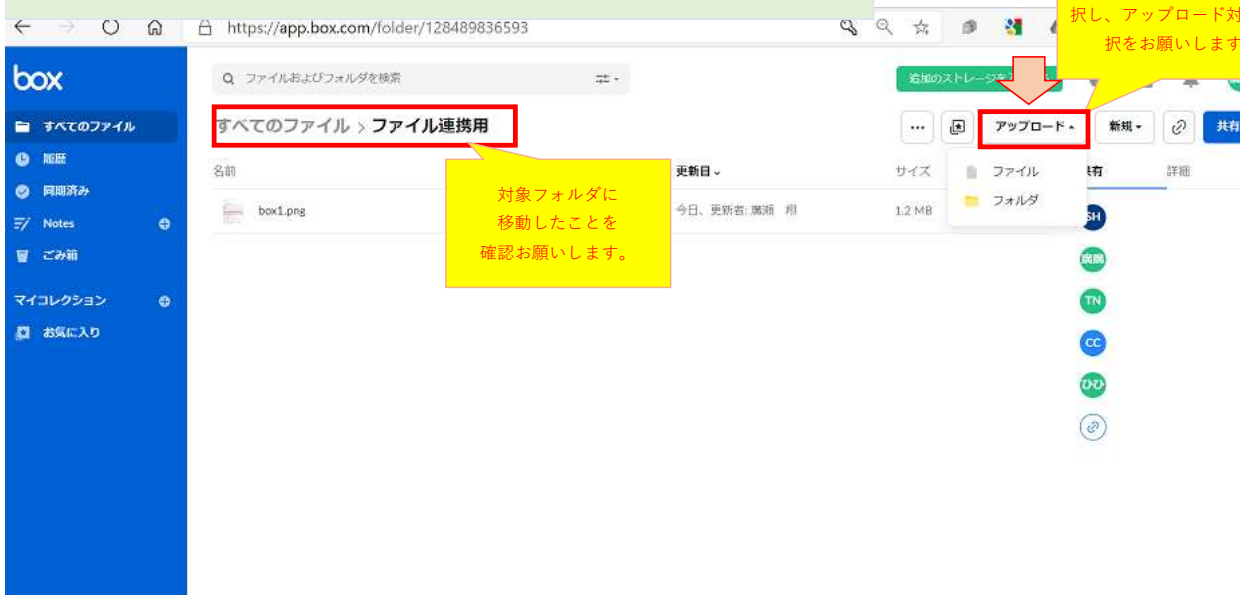 択し、アップロード対
択をお願いします
https://app.box.com/folder/128489836593
box
ファイルおよびフォルダを検索
追加のストレージを
すべてのファイル
すべてのファイル > ファイル連携用
アップロード
新規
共有
履歴
名前
更新日
サイズ
ファイル
共有
詳細
同期済み
対象フォルダに
移動したことを
確認お願いします。
box1.png
今日、更新者: 廣瀬 翔
1.2 MB
フォルダ
SH
Notes
ごみ箱
TN
マイコレクション
お気に入り
CC
ひひ